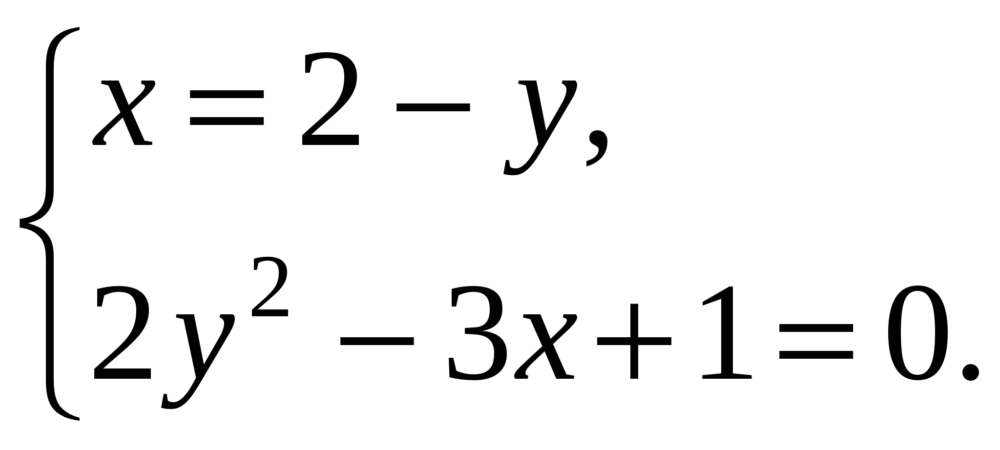 x = 2 − y,
2y² − 3x + 1 = 0.